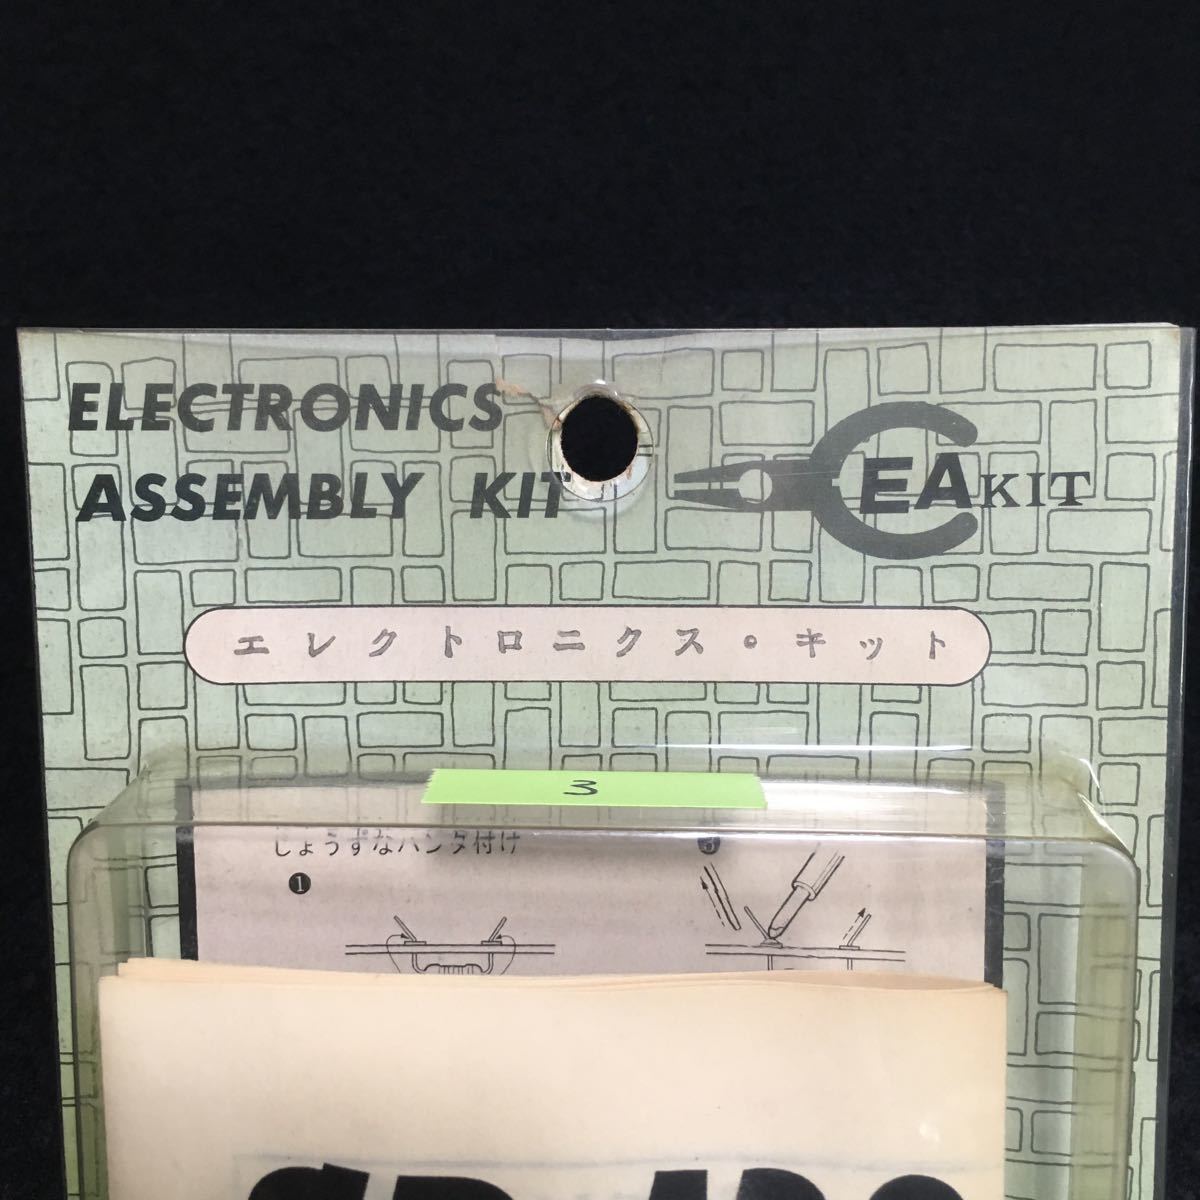 ELECTRONICS
ASSEMBLY KIT
EA KIT
エレクトロニクス・キット
3
じょうずなハンダ付け
❶
❸